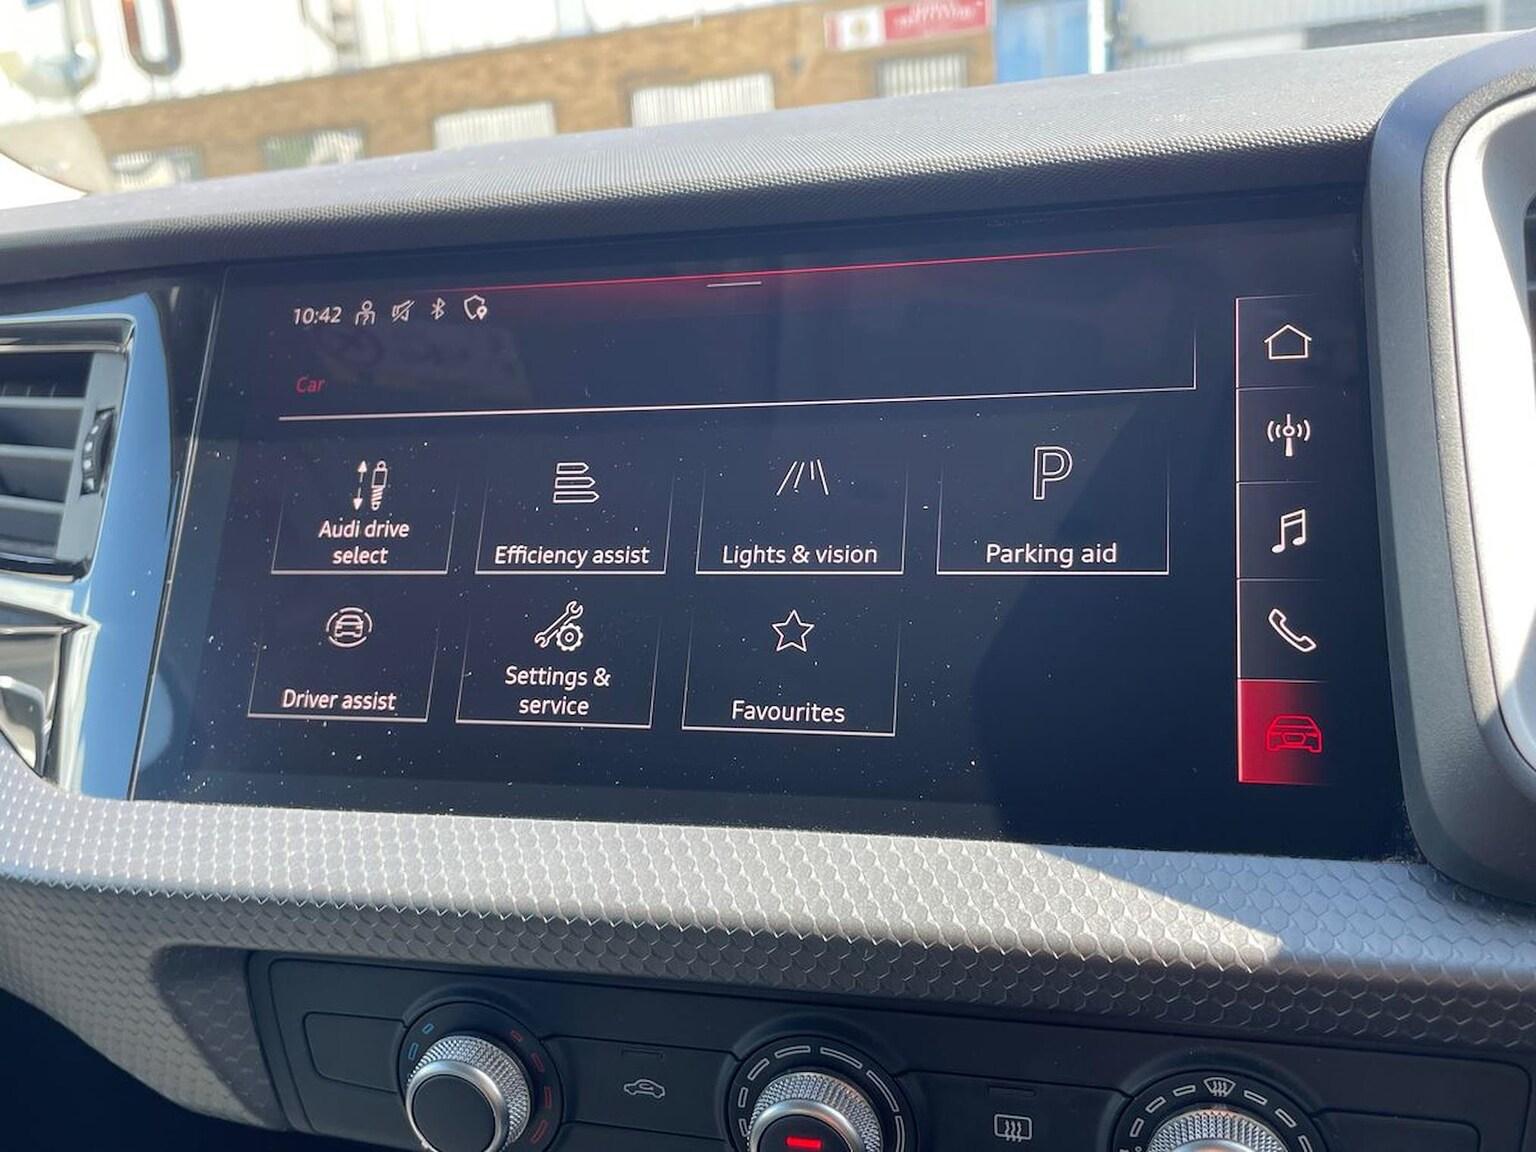 10:42
Car
Audi drive
select
Efficiency assist
Lights & vision
P
Parking aid
Driver assist
Settings &
service
Favourites